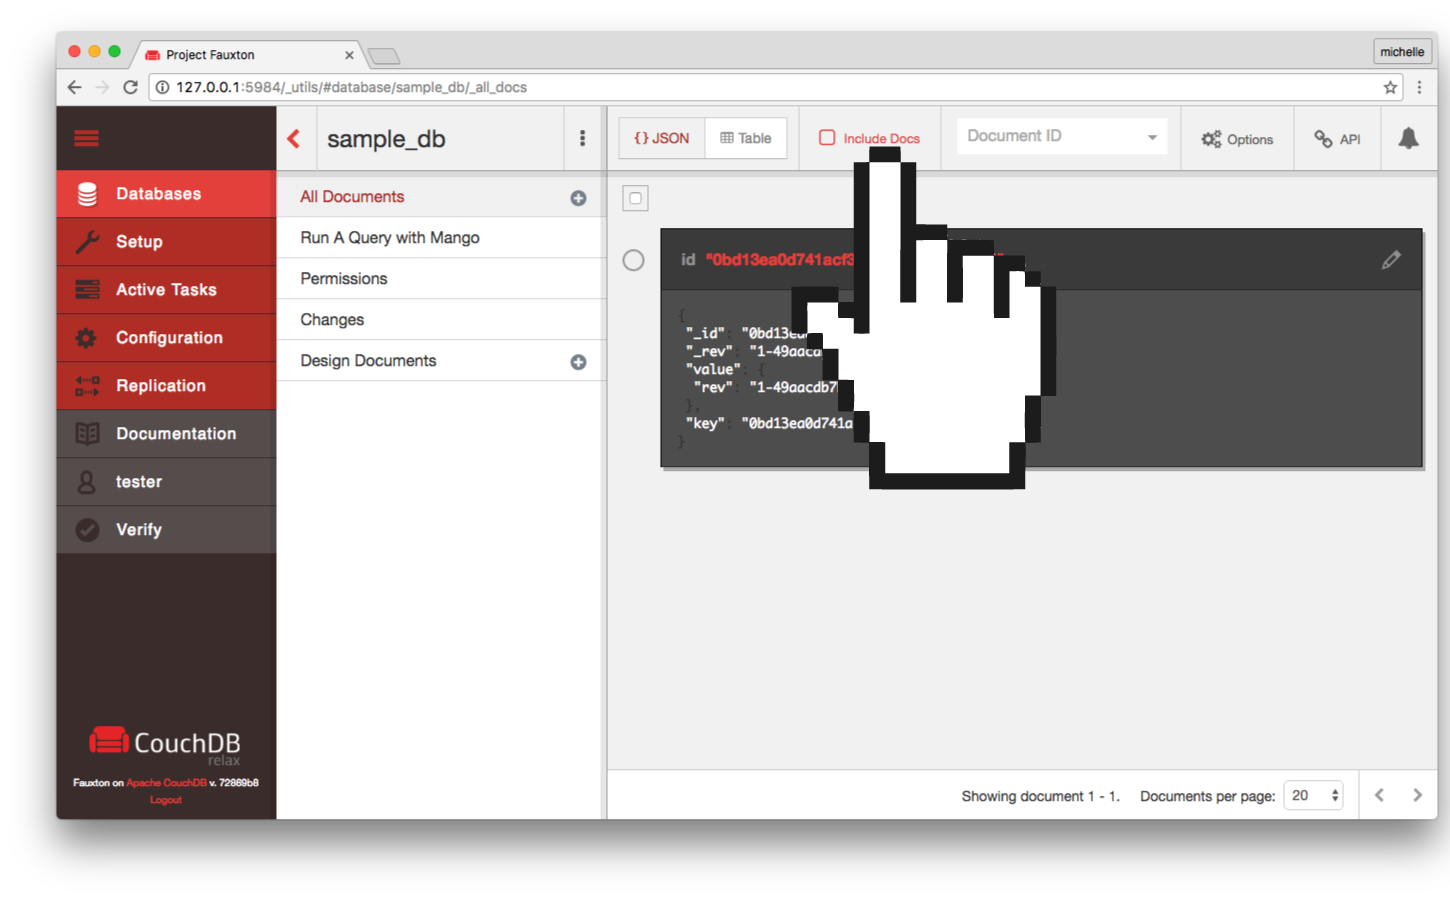 Project Fauxton
michelle
127.0.0.1:5984/_utils/#database/sample_db/_all_docs
sample_db
{} JSON
Table
Include Docs
Document ID
Options
API
Databases
Setup
Active Tasks
Configuration
Replication
Documentation
tester
Verify
All Documents
Run A Query with Mango
Permissions
Changes
Design Documents
id "0bd13ea0d741acf3
{
"_id": "0bd13ea
"_rev": "1-49aacd
"value": {
"rev": "1-49aacdb7
},
"key": "0bd13ea0d741a
}
CouchDB
relax
Fauxton on Apache CouchDB v. 72869b8
Logout
Showing document 1 - 1.
Documents per page: 20